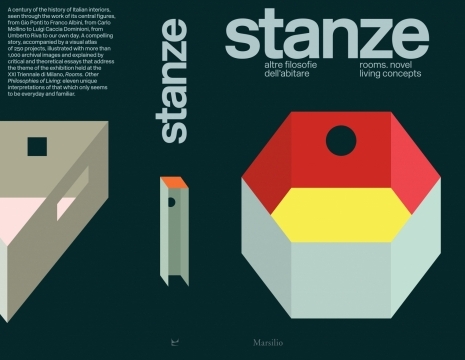 A century of the history of Italian interiors,
seen through the work of its central figures,
from Gio Ponti to Franco Albini, from Carlo
Mollino to Luigi Caccia Dominioni, from
Umberto Riva to our own day. A compelling
story, accompanied by a visual atlas
of 250 projects, illustrated with more than
1,000 archival images and explained by
critical and theoretical essays that address
the theme of the exhibition held at the
XXI Triennale di Milano, Rooms. Other
Philosophies of Living: eleven unique
interpretations of that which only seems
to be everyday and familiar.
stanze
stanze
altre filosofie
dell'abitare
rooms. novel
living concepts
Marsilio